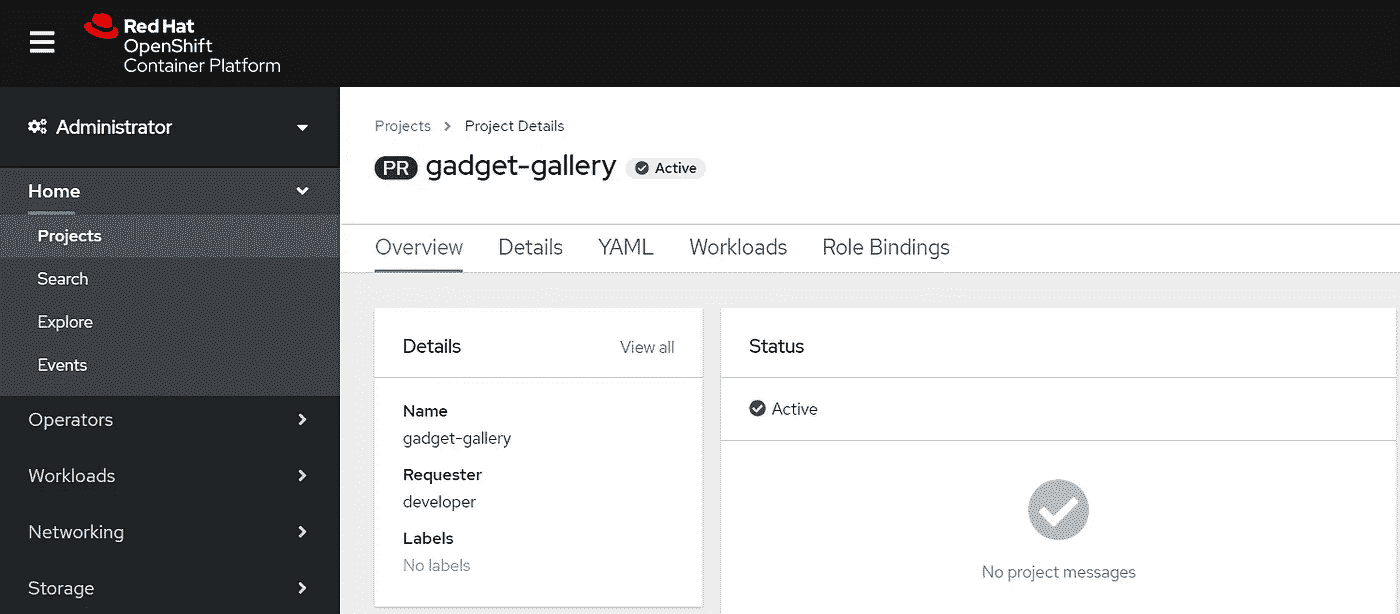 Red Hat
OpenShift
Container Platform
Administrator
Home
Projects
Search
Explore
Events
Operators
Workloads
Networking
Storage
Projects > Project Details
PR gadget-gallery Active
Overview Details YAML Workloads Role Bindings
Details View all
Name
gadget-gallery
Requester
developer
Labels
No labels
Status
Active
No project messages